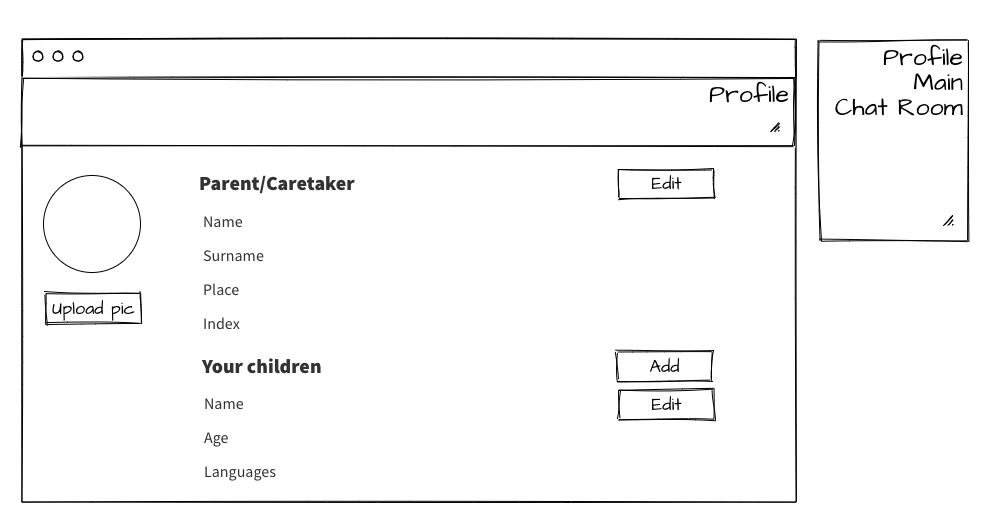 Profile
Parent/Caretaker
Edit
Name
Surname
Place
Index
Upload pic
Your children
Add
Edit
Name
Age
Languages
Profile
Main
Chat Room